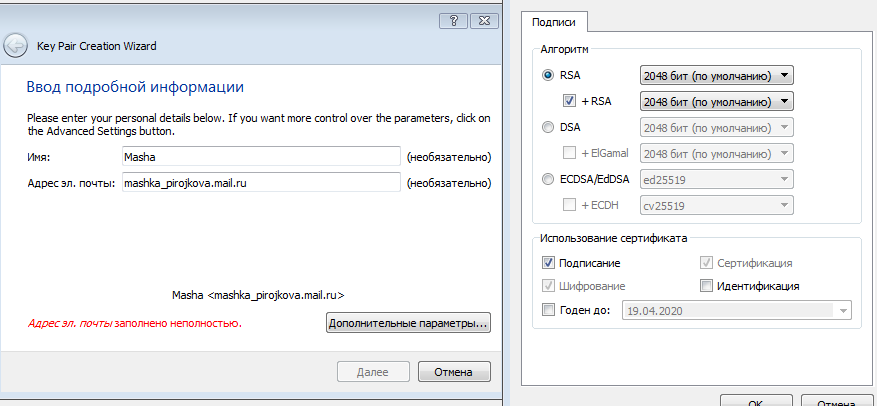 Key Pair Creation Wizard
Ввод подробной информации
Please enter your personal details below. If you want more control over the parameters, click on
the Advanced Settings button.
Имя: Masha (необязательно)
Адрес эл. почты: mashka_pirojkova.mail.ru (необязательно)
Masha <mashka_pirojkova.mail.ru>
Адрес эл. почты заполнено неполностью.
Дополнительные параметры...
Далее Отмена
Подписи
Алгоритм
RSA 2048 бит (по умолчанию)
+ RSA 2048 бит (по умолчанию)
DSA 2048 бит (по умолчанию)
+ ElGamal 2048 бит (по умолчанию)
ECDSA/EdDSA ed25519
+ ECDH cv25519
Использование сертификата
Подписание Сертификация
Шифрование Идентификация
Годен до: 19.04.2020
OK Отмена